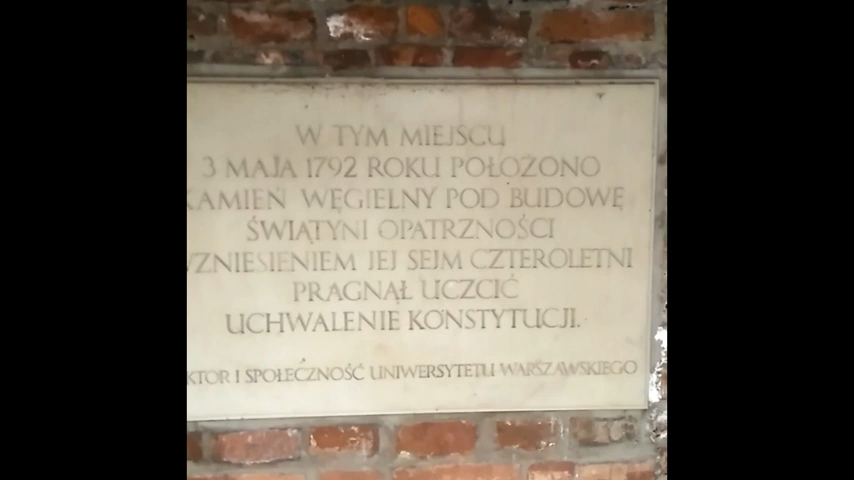 W TYM MIEJSCU
3 MAJA 1792 ROKU POŁOŻONO
KAMIEŃ WĘGIELNY POD BUDOWĘ
ŚWIĄTYNI OPATRZNOŚCI
WZNIESIENIEM JEJ SEJM CZTEROLETNI
PRAGNĄŁ UCZCIĆ
UCHWALENIE KONSTYTUCJI.
KTOR I SPOŁECZNOŚĆ UNIWERSYTETU WARSZAWSKIEGO